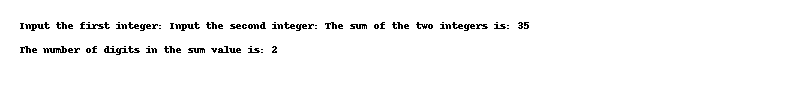 Input the first integer: Input the second integer: The sum of the two integers is: 35
The number of digits in the sum value is: 2